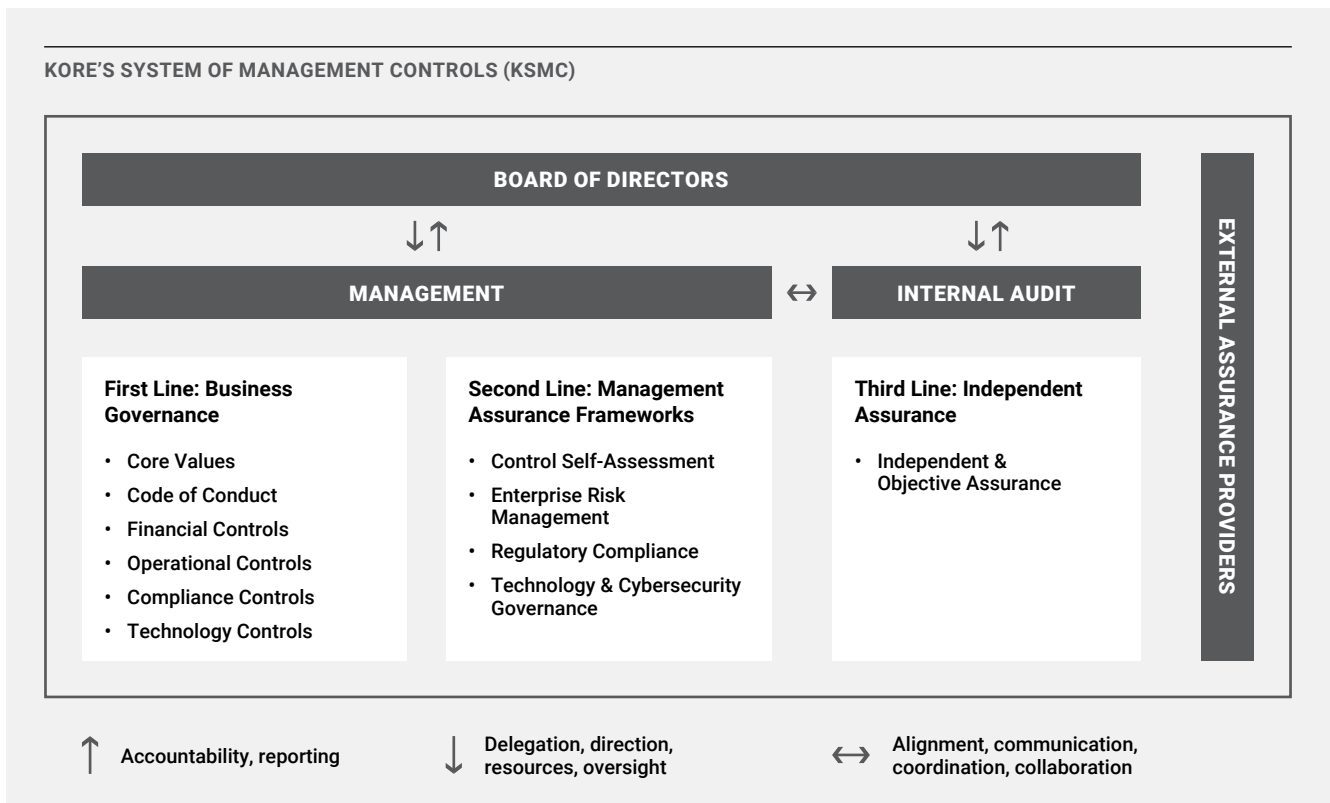 KORE’S SYSTEM OF MANAGEMENT CONTROLS (KSMC)
BOARD OF DIRECTORS
MANAGEMENT
INTERNAL AUDIT
First Line: Business
Governance
• Core Values
• Code of Conduct
• Financial Controls
• Operational Controls
• Compliance Controls
• Technology Controls
Second Line: Management
Assurance Frameworks
• Control Self-Assessment
• Enterprise Risk
Management
• Regulatory Compliance
• Technology & Cybersecurity
Governance
Third Line: Independent
Assurance
• Independent &
Objective Assurance
EXTERNAL ASSURANCE PROVIDERS
Accountability, reporting
Delegation, direction,
resources, oversight
Alignment, communication,
coordination, collaboration